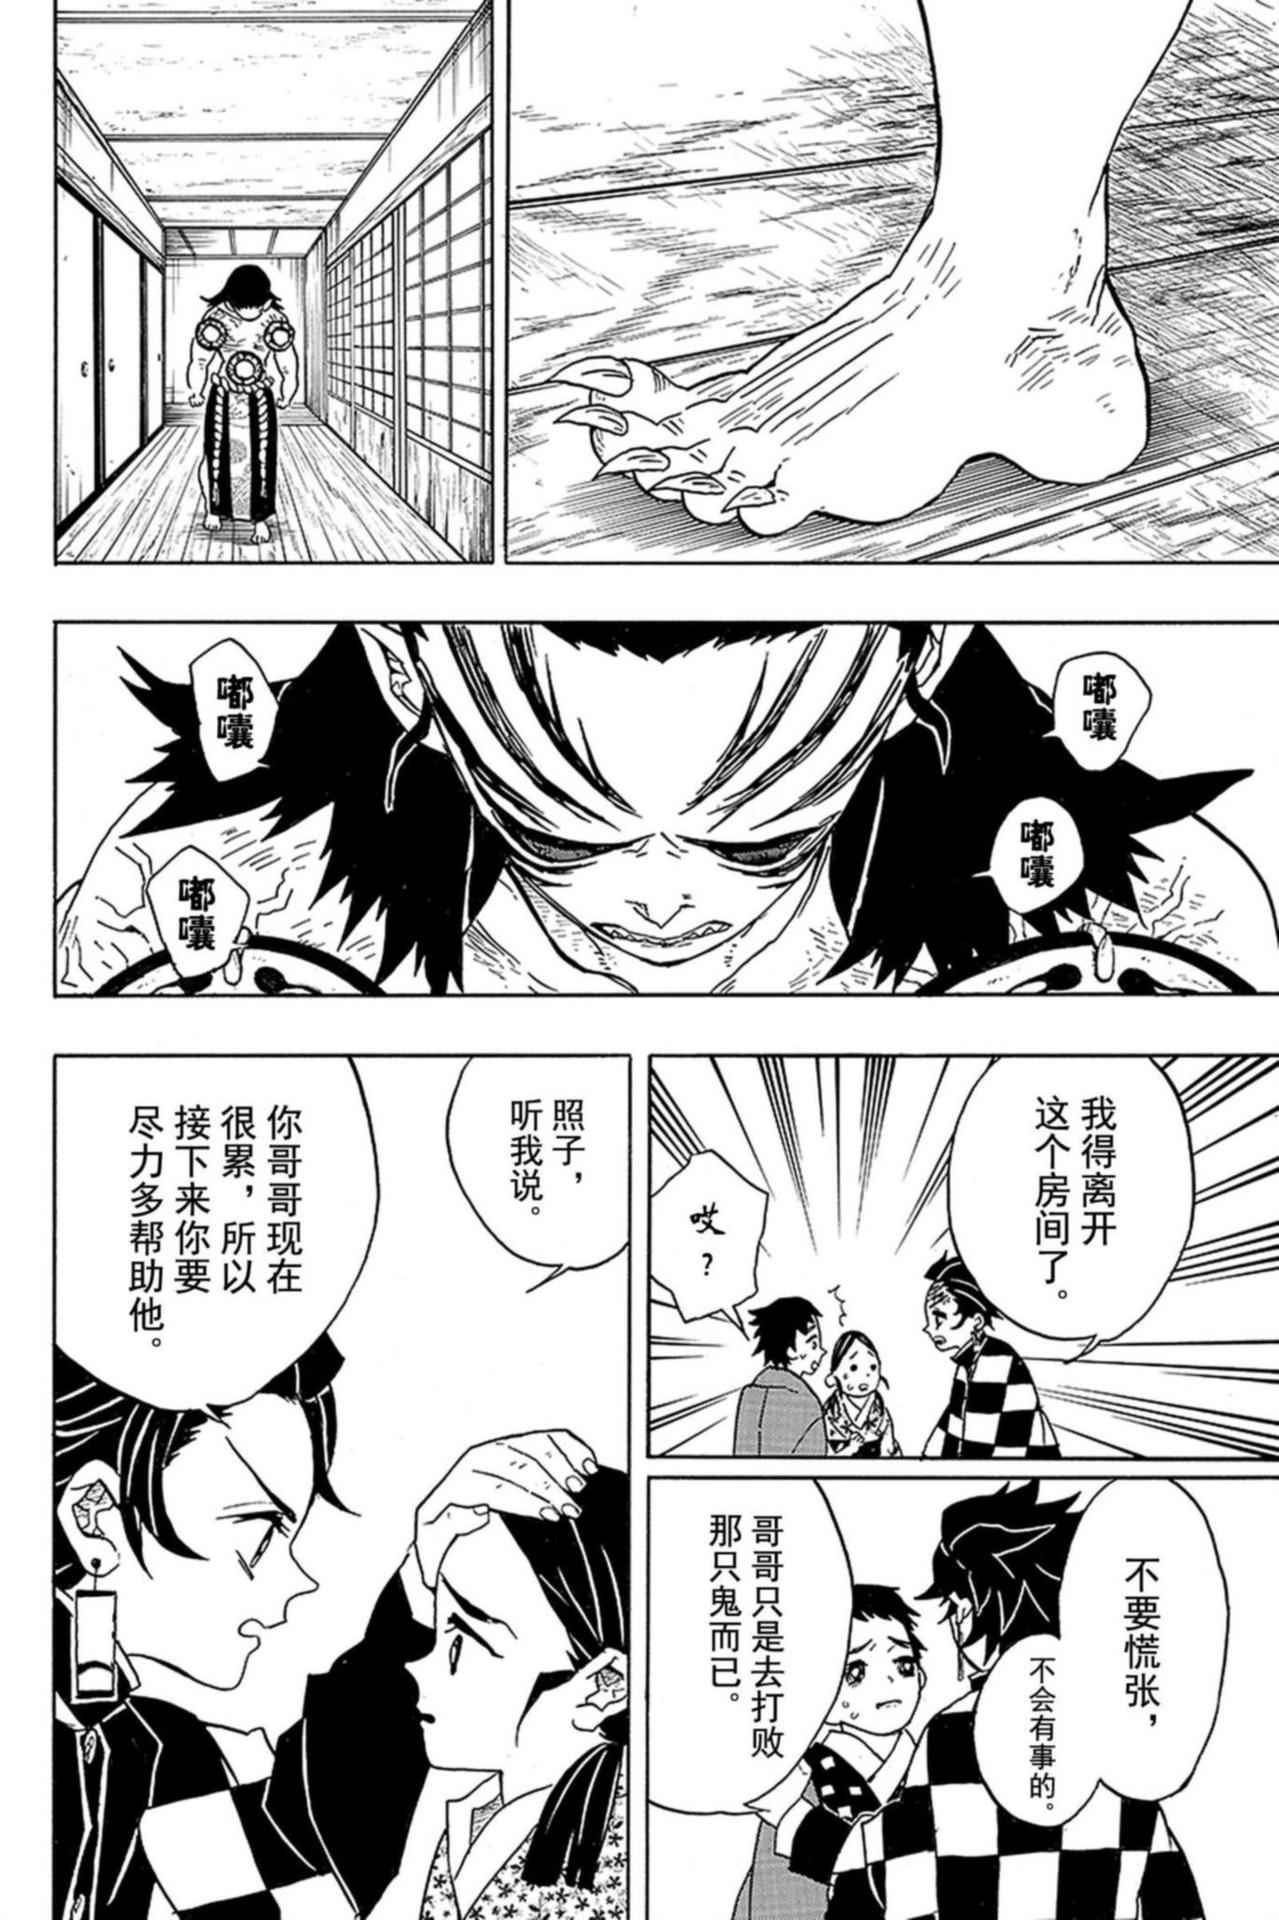 嘟囔
嘟囔
嘟囔
嘟囔
我得离开
这个房间了。
哎？
不要慌张，
不会有事的。
哥哥只是去打败
那只鬼而已。
照子，
听我说。
你哥哥现在
很累，所以
接下来你要
尽力多帮助他。